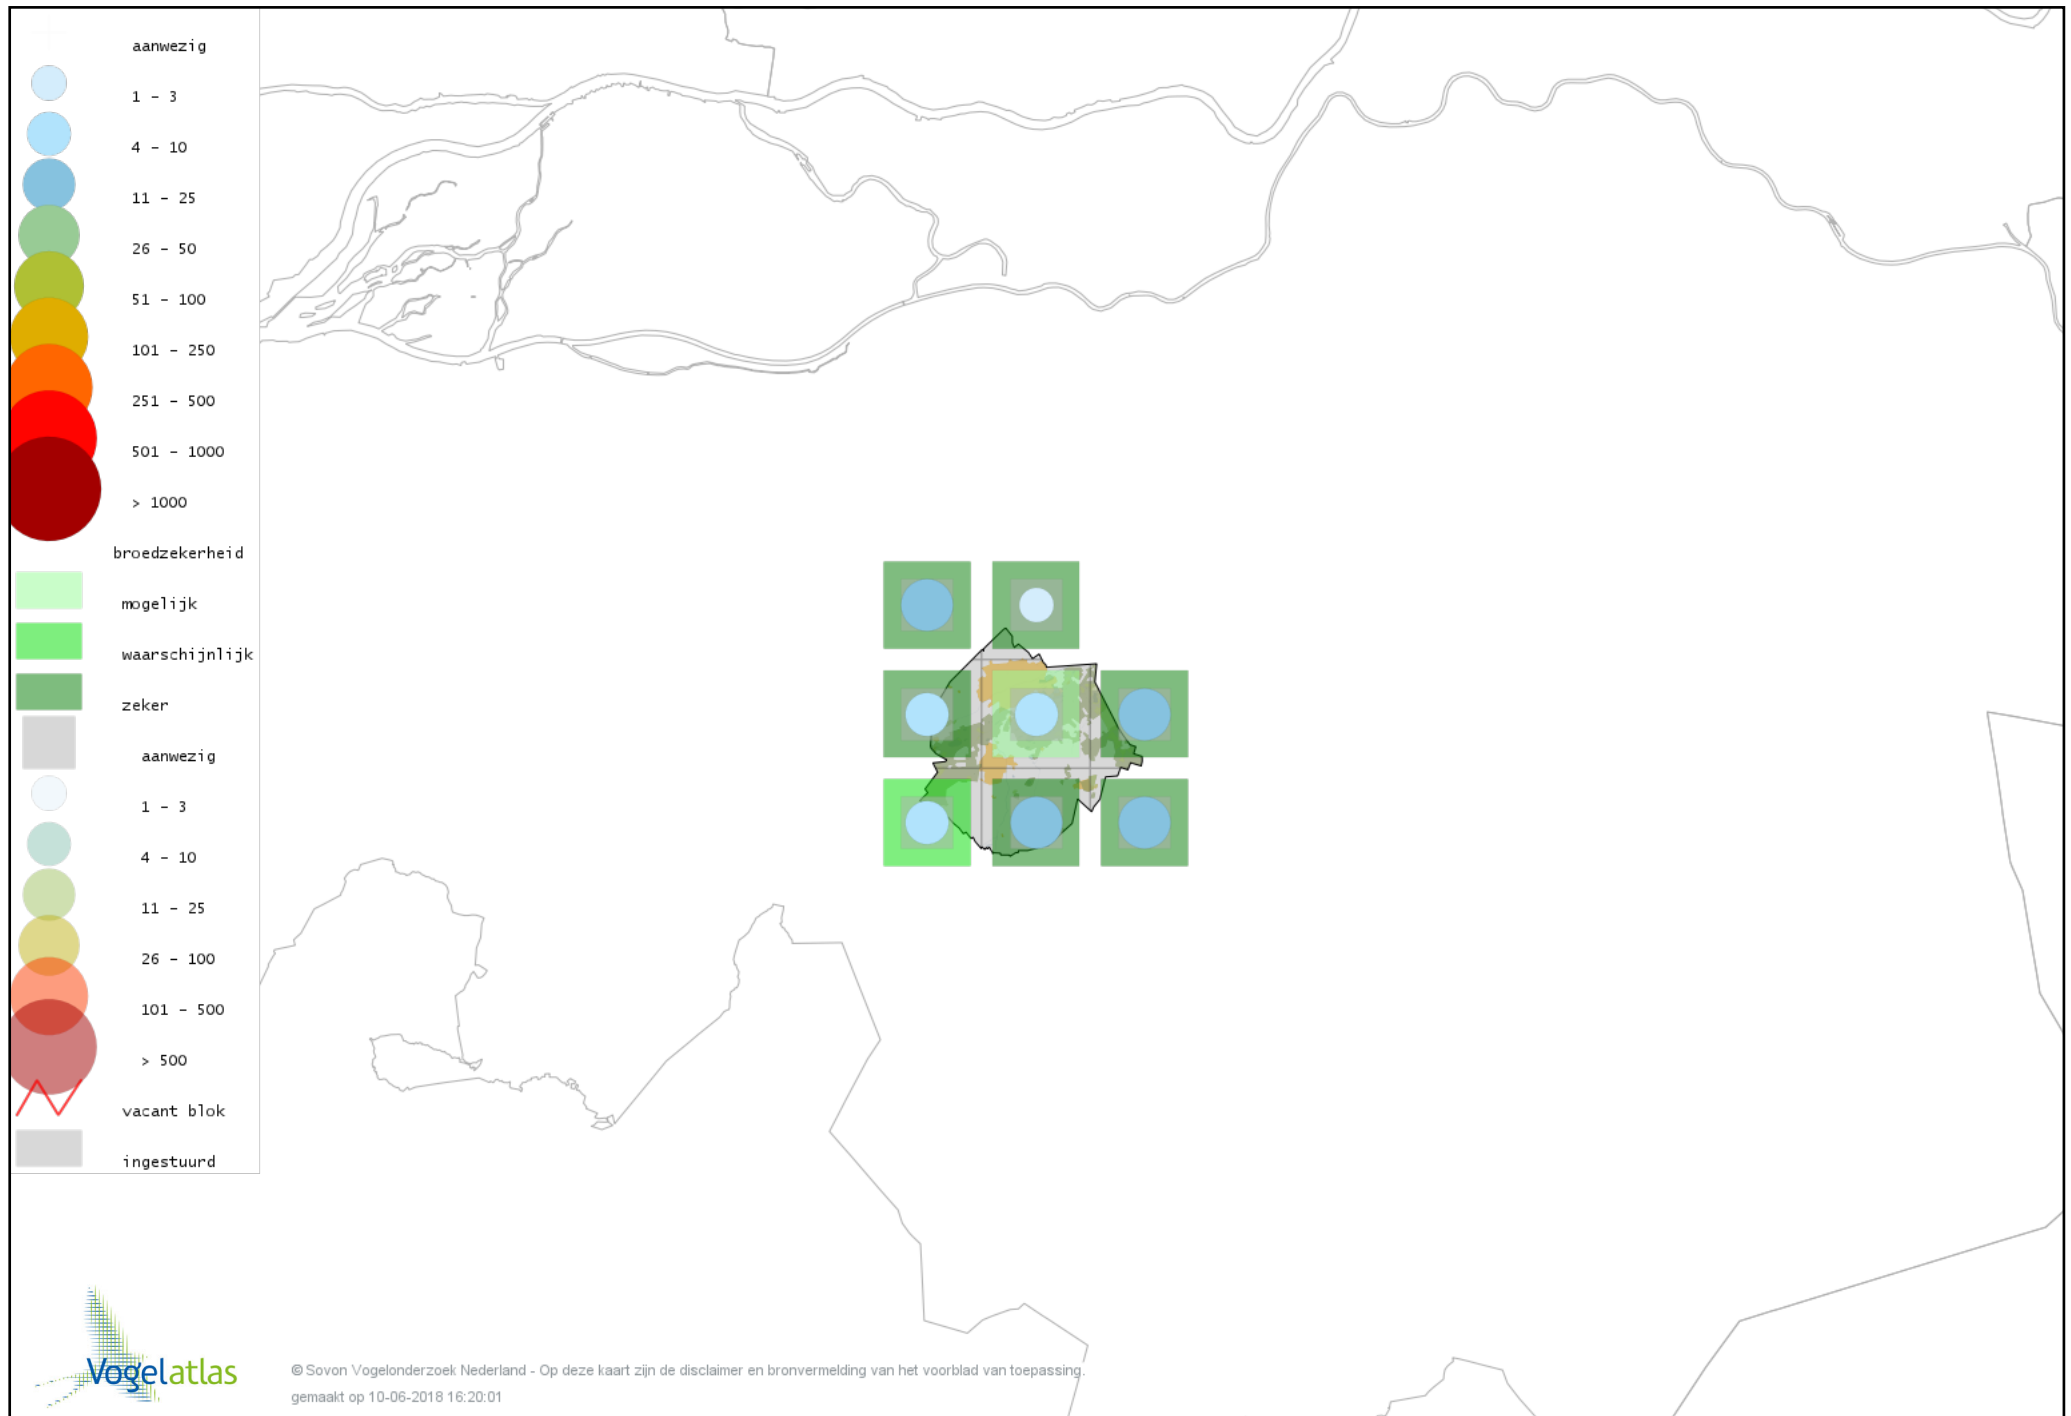 aanwezig
1 - 3
4 - 10
11 - 25
26 - 50
51 - 100
101 - 250
251 - 500
501 - 1000
> 1000
broedzekerheid
mogelijk
waarschijnlijk
zeker
aanwezig
1 - 3
4 - 10
11 - 25
26 - 100
101 - 500
> 500
vacant blok
ingestuurd
Vogelatlas
© Sovon Vogelonderzoek Nederland - Op deze kaart zijn de disclaimer en bronvermelding van het voorblad van toepassing.
gemaakt op 10-06-2018 16:20:01